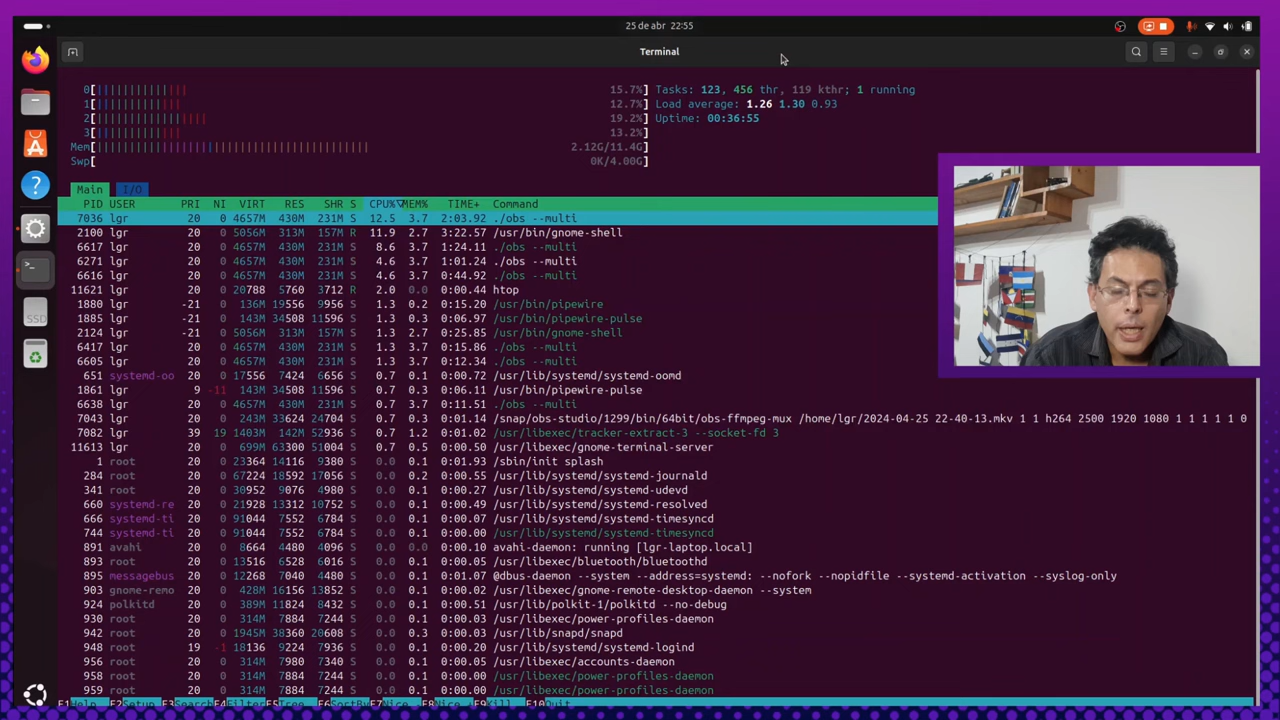 25 de abr 22:55
Terminal
0[ 15.7%] Tasks: 123, 456 thr, 119 kthr; 1 running
1[ 12.7%] Load average: 1.26 1.30 0.93
2[ 19.2%] Uptime: 00:36:55
3[ 13.2%]
Mem[ 2.12G/11.4G]
Swp[ 0K/4.00G]
Main I/O
PID USER PRI NI VIRT RES SHR S CPU%▽MEM% TIME+ Command
7036 lgr 20 0 4657M 430M 231M S 12.5 3.7 2:03.92 ./obs --multi
2100 lgr 20 0 5056M 313M 157M R 11.9 2.7 3:22.57 /usr/bin/gnome-shell
6617 lgr 20 0 4657M 430M 231M S 8.6 3.7 1:24.11 ./obs --multi
6271 lgr 20 0 4657M 430M 231M S 4.6 3.7 1:01.24 ./obs --multi
6616 lgr 20 0 4657M 430M 231M S 4.6 3.7 0:44.92 ./obs --multi
11621 lgr 20 0 20788 5760 3712 R 2.0 0.0 0:00.44 htop
1880 lgr -21 0 136M 19556 9956 S 1.3 0.2 0:15.20 /usr/bin/pipewire
1885 lgr -21 0 143M 34508 11596 S 1.3 0.3 0:06.97 /usr/bin/pipewire-pulse
2124 lgr -21 0 5056M 313M 157M S 1.3 2.7 0:25.85 /usr/bin/gnome-shell
6417 lgr 20 0 4657M 430M 231M S 1.3 3.7 0:15.86 ./obs --multi
6605 lgr 20 0 4657M 430M 231M S 1.3 3.7 0:12.34 ./obs --multi
651 systemd-oo 20 0 17556 7424 6656 S 0.7 0.1 0:00.72 /usr/lib/systemd/systemd-oomd
1861 lgr 9 -11 143M 34508 11596 S 0.7 0.3 0:06.11 /usr/bin/pipewire-pulse
6638 lgr 20 0 4657M 430M 231M S 0.7 3.7 0:11.51 ./obs --multi
7043 lgr 20 0 243M 33624 24704 S 0.7 0.3 0:01.14 /snap/obs-studio/1299/bin/64bit/obs-ffmpeg-mux /home/lgr/2024-04-25 22-40-13.mkv 1 1 h264 2500 1920 1080 1 1 1 1 1 0
7082 lgr 39 19 1403M 142M 52936 S 0.7 1.2 0:01.02 /usr/libexec/tracker-extract-3 --socket-fd 3
11613 lgr 20 0 699M 63300 51004 S 0.7 0.5 0:00.50 /usr/libexec/gnome-terminal-server
1 root 20 0 23364 14116 9380 S 0.0 0.1 0:01.93 /sbin/init splash
284 root 20 0 67224 18592 17056 S 0.0 0.2 0:00.55 /usr/lib/systemd/systemd-journald
341 root 20 0 30952 9076 4980 S 0.0 0.1 0:00.27 /usr/lib/systemd/systemd-udevd
660 systemd-re 20 0 21928 13312 10752 S 0.0 0.1 0:00.49 /usr/lib/systemd/systemd-resolved
666 systemd-ti 20 0 91044 7552 6784 S 0.0 0.1 0:00.07 /usr/lib/systemd/systemd-timesyncd
744 systemd-ti 20 0 91044 7552 6784 S 0.0 0.1 0:00.00 /usr/lib/systemd/systemd-timesyncd
891 avahi 20 0 8664 4480 4096 S 0.0 0.0 0:00.10 avahi-daemon: running [lgr-laptop.local]
893 root 20 0 13516 6528 6528 S 0.0 0.1 0:00.06 /usr/libexec/bluetooth/bluetoothd
895 messagebus 20 0 12268 7040 4480 S 0.0 0.1 0:01.07 @dbus-daemon --system --address=systemd: --nofork --nopidfile --systemd-activation --syslog-only
903 gnome-remo 20 0 428M 16156 13852 S 0.0 0.1 0:00.02 /usr/libexec/gnome-remote-desktop-daemon --system
924 polkitd 20 0 389M 11824 8432 S 0.0 0.1 0:00.51 /usr/lib/polkit-1/polkitd --no-debug
930 root 20 0 314M 7884 7244 S 0.0 0.1 0:00.03 /usr/libexec/power-profiles-daemon
942 root 20 0 1945M 38360 20608 S 0.0 0.3 0:00.03 /usr/lib/snapd/snapd
948 root 19 -1 18136 9224 7936 S 0.0 0.1 0:00.20 /usr/lib/systemd/systemd-logind
956 root 20 0 314M 7980 7340 S 0.0 0.1 0:00.05 /usr/libexec/accounts-daemon
958 root 20 0 314M 7884 7244 S 0.0 0.1 0:00.00 /usr/libexec/power-profiles-daemon
959 root 20 0 314M 7884 7244 S 0.0 0.1 0:00.00 /usr/libexec/power-profiles-daemon
F1Help F2Setup F3Search F4Filter F5Tree F6SortBy F7Nice -F8Nice +F9Kill F10Quit
SSD